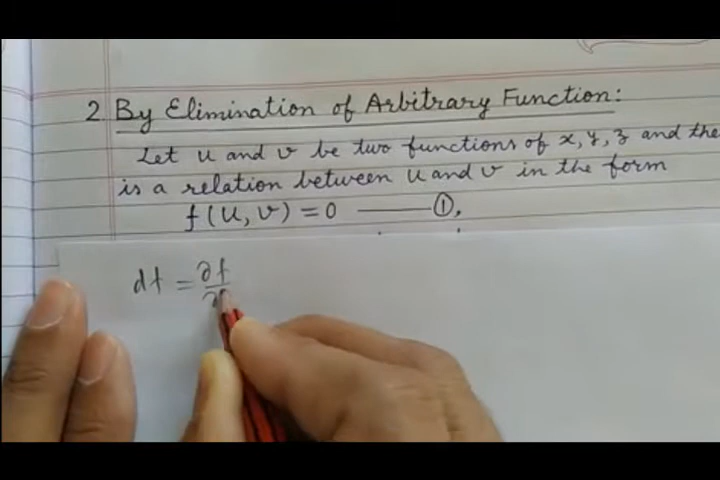 2 By Elimination of Arbitrary Function:
Let u and v be two functions of x, y, z and the
is a relation between u and v in the form
f(u, v) = 0 —— ①,
df = ∂f/∂